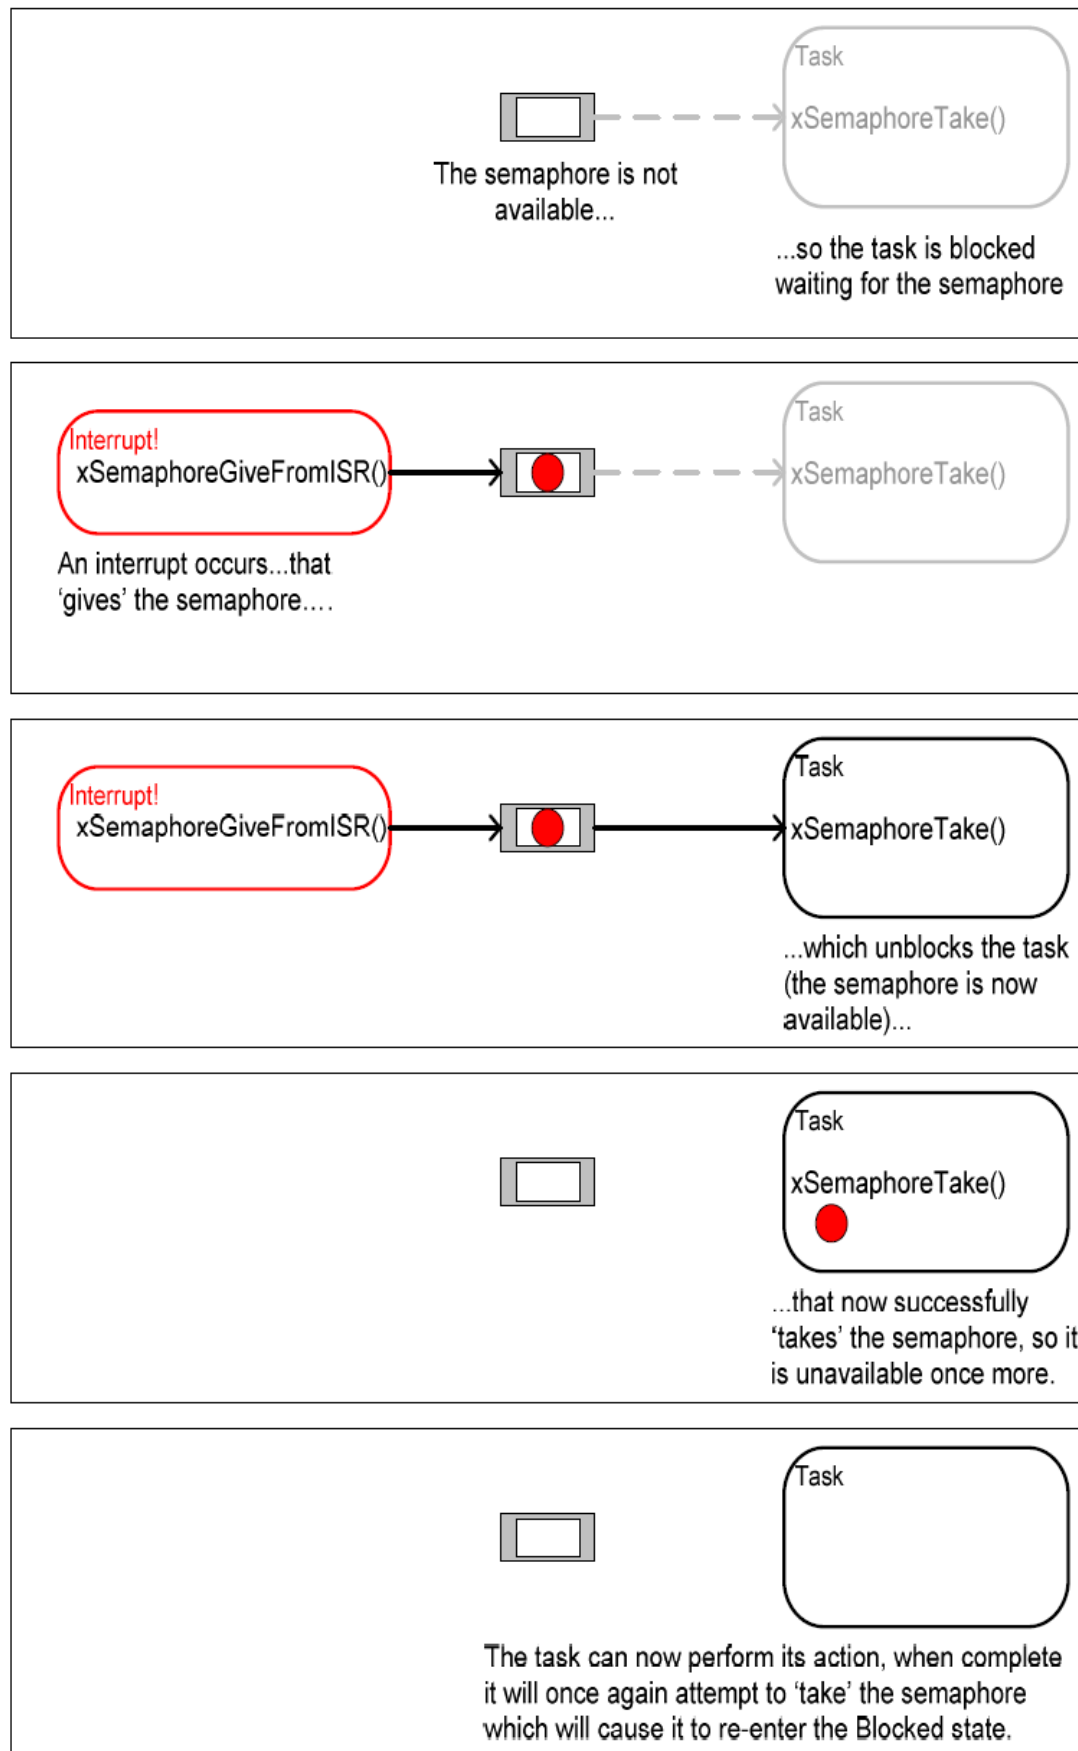 Task
xSemaphoreTake()
The semaphore is not
available...
...so the task is blocked
waiting for the semaphore
Task
Interrupt!
xSemaphoreGiveFromISR()
xSemaphoreTake()
An interrupt occurs...that
‘gives’ the semaphore....
Task
Interrupt!
xSemaphoreGiveFromISR()
xSemaphoreTake()
...which unblocks the task
(the semaphore is now
available)...
Task
xSemaphoreTake()
...that now successfully
‘takes’ the semaphore, so it
is unavailable once more.
Task
The task can now perform its action, when complete
it will once again attempt to ‘take’ the semaphore
which will cause it to re-enter the Blocked state.